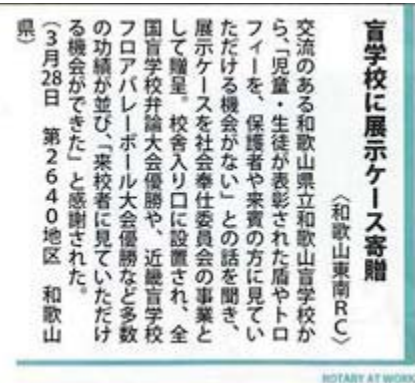 盲学校に展示ケース寄贈
〈和歌山東南RC〉
交流のある和歌山県立和歌山盲学校か
ら、「児童・生徒が表彰された盾やトロ
フィーを、保護者や来賓の方に見てい
ただける機会がない」との話を聞き、
展示ケースを社会奉仕委員会の事業と
して贈呈。校舎入り口に設置され、全
国盲学校弁論大会優勝や、近畿盲学校
フロアバレーボール大会優勝など多数
の功績が並び、「来校者に見ていただけ
る機会ができた」と感謝された。
（3月28日　第2640地区　和歌山
県）
ROTARY AT WORK